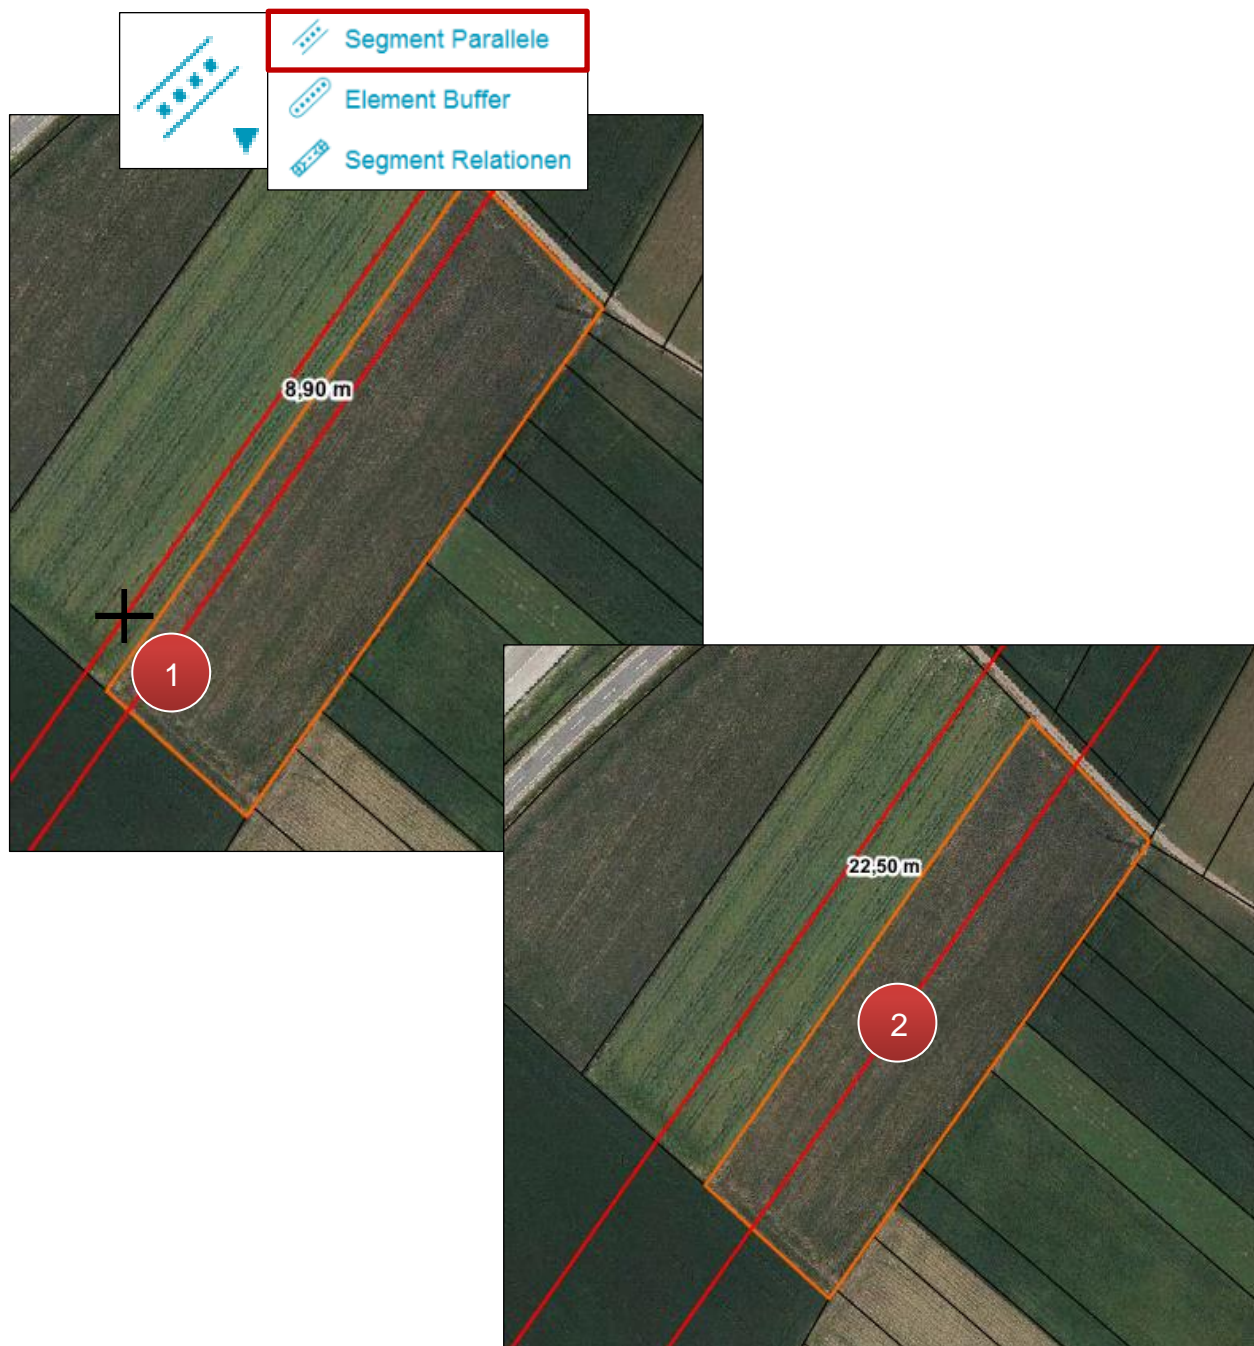 Segment Parallele
Element Buffer
Segment Relationen
8,90 m
1
22,50 m
2